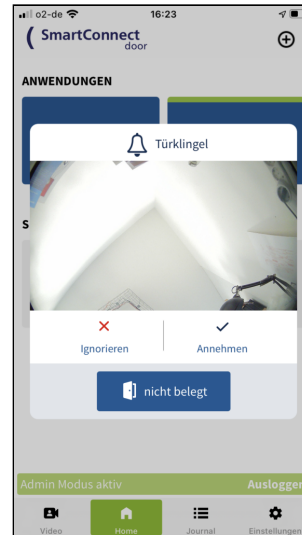 o2-de 16:23
SmartConnect
door
ANWENDUNGEN
Türklingel
S
Ignorieren Annehmen
nicht belegt
Admin Modus aktiv Ausloggen
Video Home Journal Einstellungen